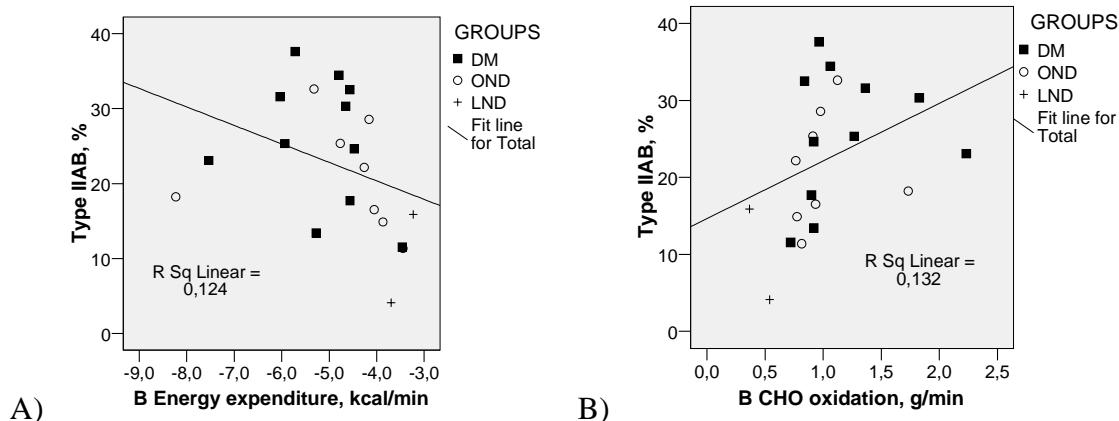 40
30
20
10
0
Type IIAB, %
R Sq Linear =
0,124
-9,0 -8,0 -7,0 -6,0 -5,0 -4,0 -3,0
B Energy expenditure, kcal/min
GROUPS
DM
OND
LND
Fit line
for Total
A)
40
30
20
10
0
Type IIAB, %
R Sq Linear =
0,132
0,0 0,5 1,0 1,5 2,0 2,5
B CHO oxidation, g/min
GROUPS
DM
OND
LND
Fit line for
Total
B)